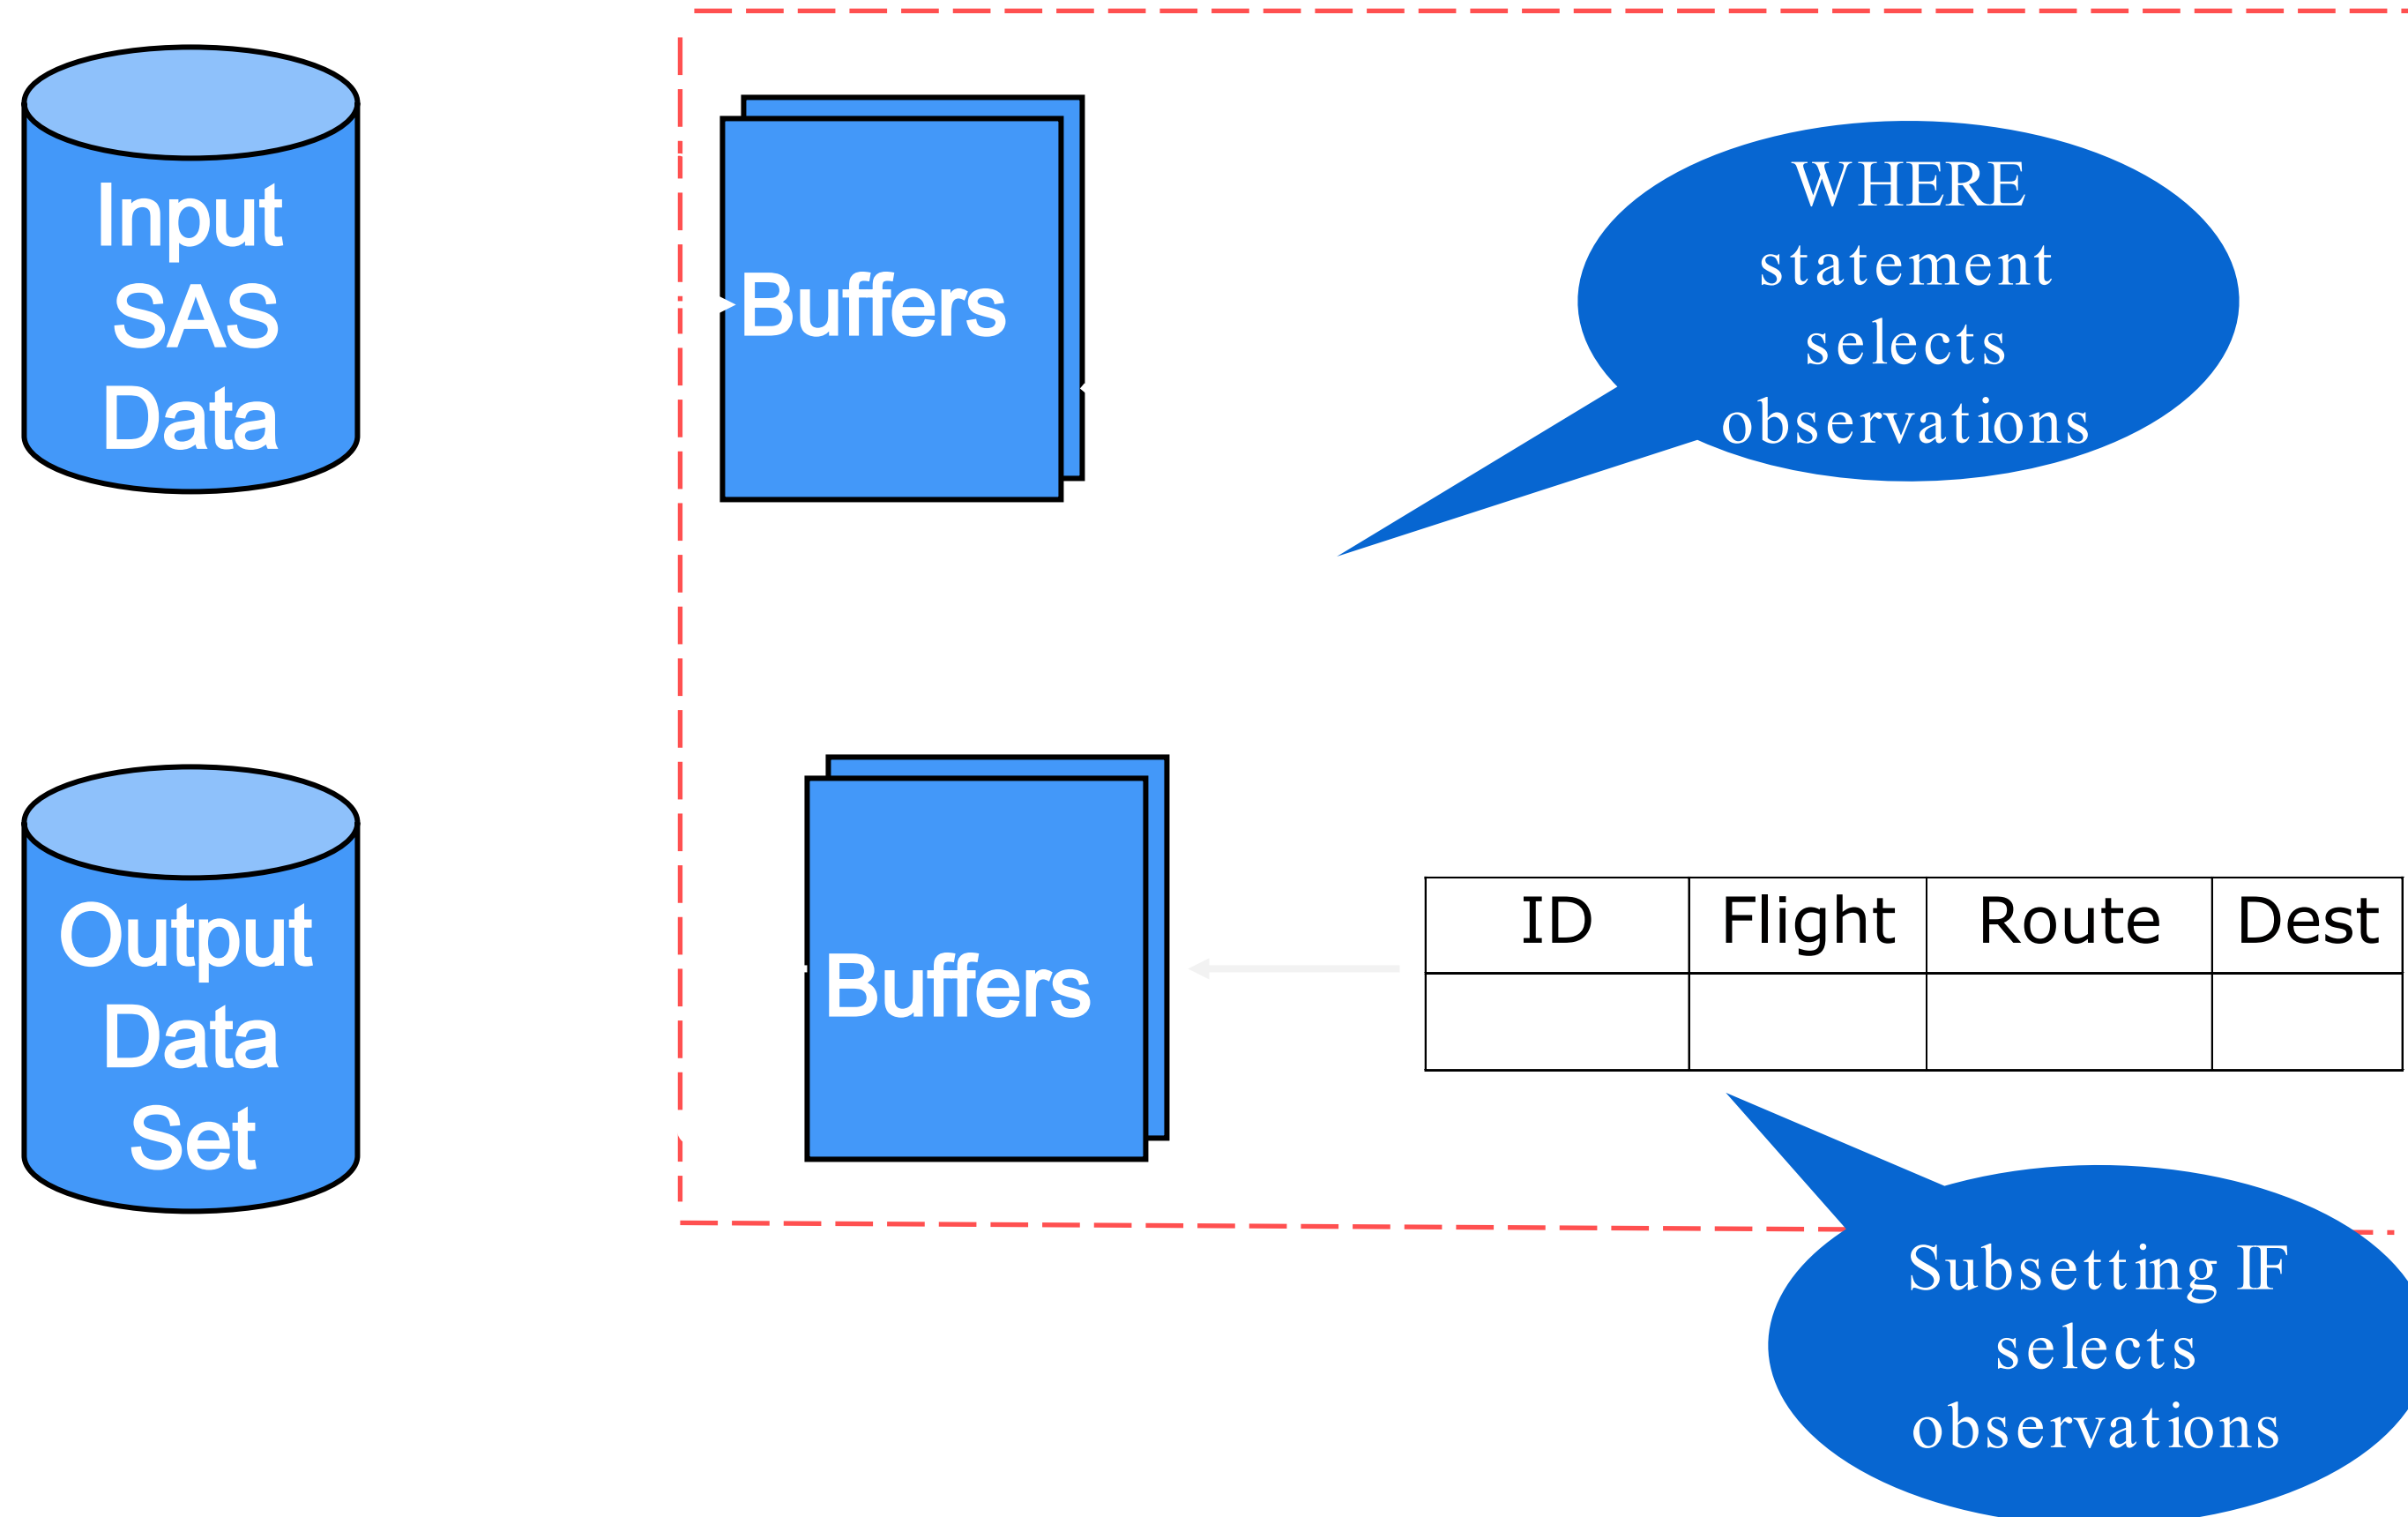 Input
SAS
Data
Buffers
WHERE
statement
selects
observations
Output
Data
Set
Buffers
ID Flight Route Dest
Subsetting IF
selects
observations